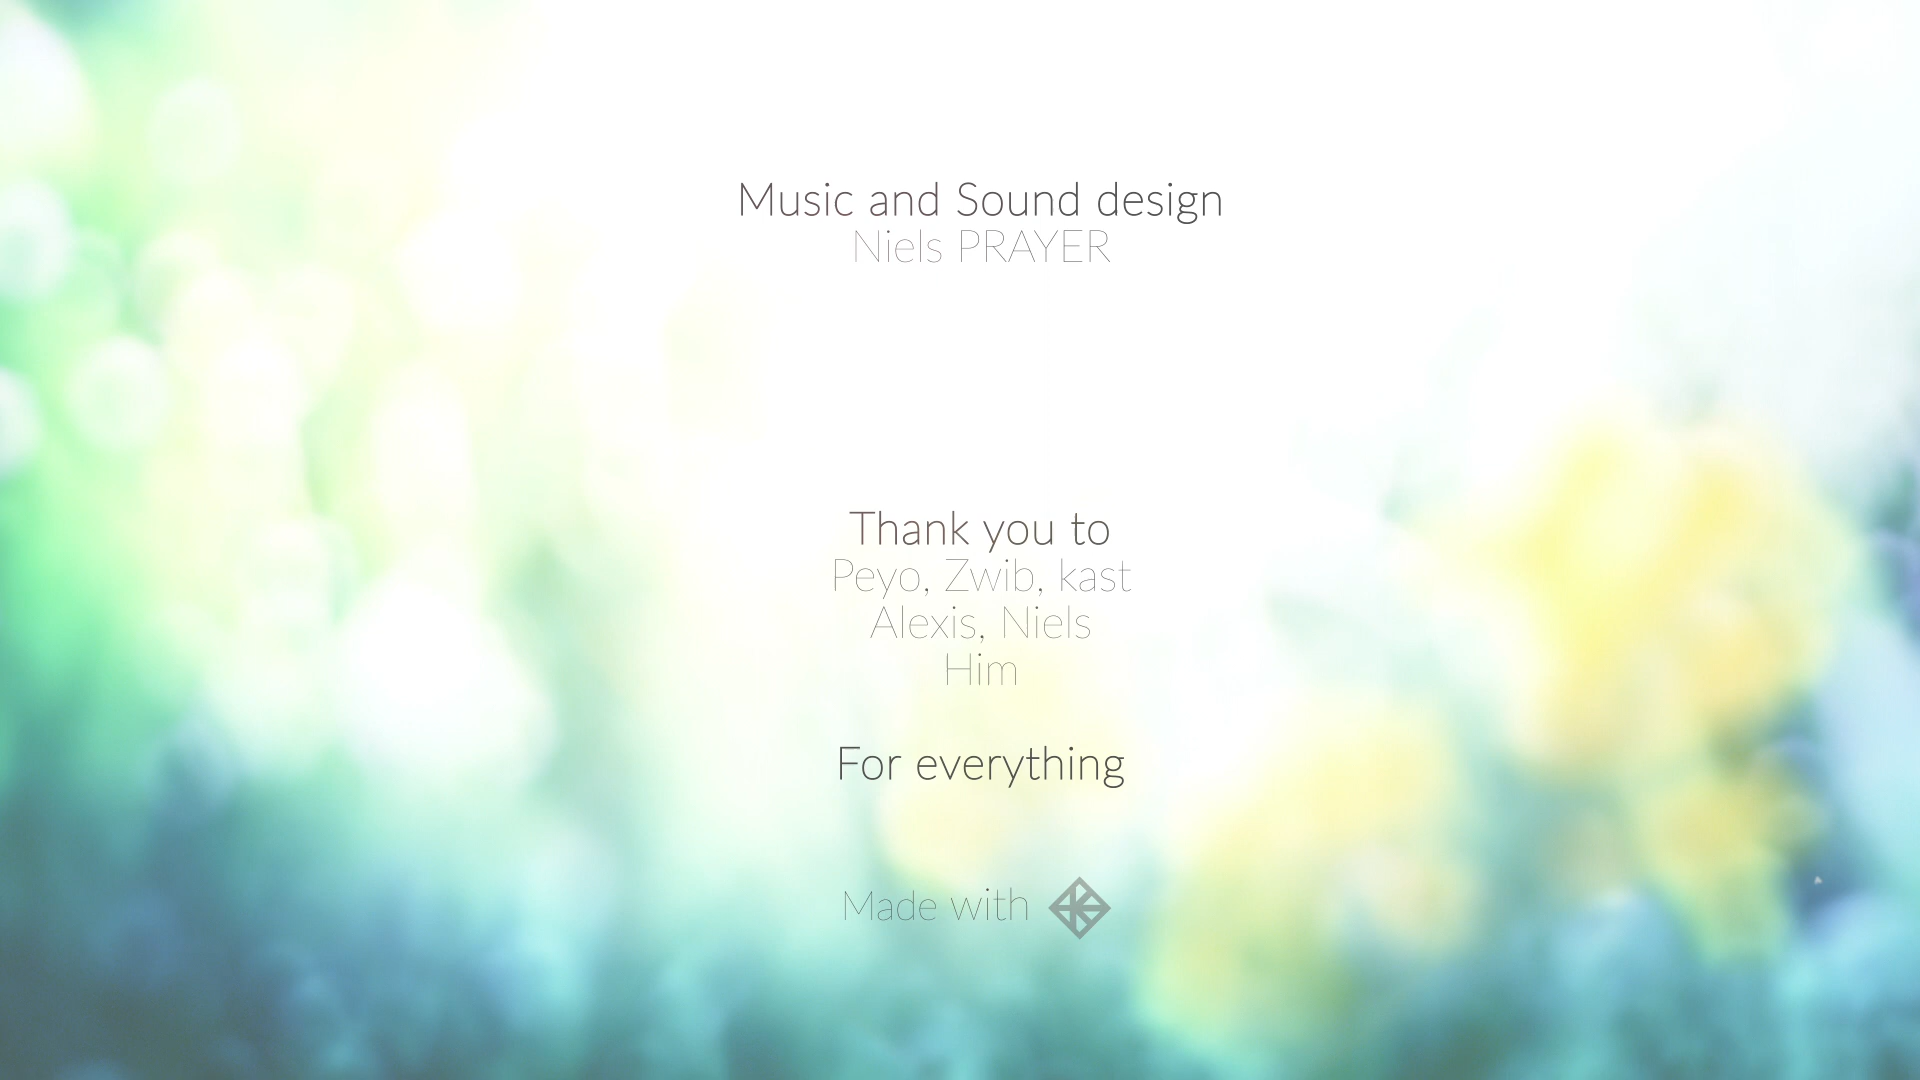 Music and Sound design
Niels PRAYER
Thank you to
Peyo, Zwib, kast
Alexis, Niels
Him
For everything
Made with